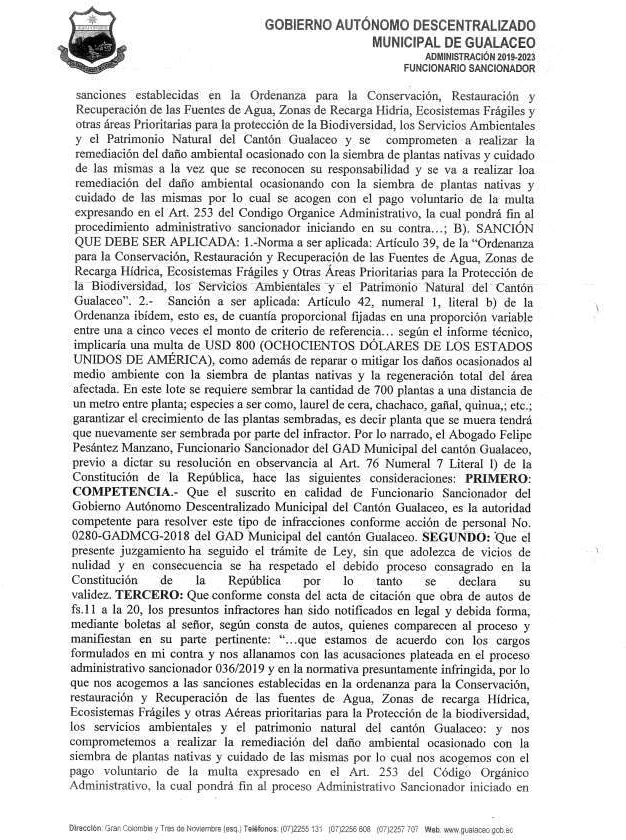 GOBIERNO AUTÓNOMO DESCENTRALIZADO
MUNICIPAL DE GUALACEO
ADMINISTRACIÓN 2019-2023
FUNCIONARIO SANCIONADOR
sanciones establecidas en la Ordenanza para la Conservación, Restauración y
Recuperación de las Fuentes de Agua, Zonas de Recarga Hidria, Ecosistemas Frágiles y
otras áreas Prioritarias para la protección de la Biodiversidad, los Servicios Ambientales
y el Patrimonio Natural del Cantón Gualaceo y se comprometen a realizar la
remediación del daño ambiental ocasionado con la siembra de plantas nativas y cuidado
de las mismas a la vez que se reconocen su responsabilidad y se va a realizar loa
remediación del daño ambiental ocasionando con la siembra de plantas nativas y
cuidado de las mismas por lo cual se acogen con el pago voluntario de la multa
expresando en el Art. 253 del Condigo Organice Administrativo, la cual pondrá fin al
procedimiento administrativo sancionador iniciando en su contra…; B). SANCIÓN
QUE DEBE SER APLICADA: 1.-Norma a ser aplicada: Artículo 39, de la “Ordenanza
para la Conservación, Restauración y Recuperación de las Fuentes de Agua, Zonas de
Recarga Hídrica, Ecosistemas Frágiles y Otras Áreas Prioritarias para la Protección de
la Biodiversidad, los Servicios Ambientales y el Patrimonio Natural del Cantón
Gualaceo”. 2.- Sanción a ser aplicada: Artículo 42, numeral 1, literal b) de la
Ordenanza ibídem, esto es, de cuantía proporcional fijadas en una proporción variable
entre una a cinco veces el monto de criterio de referencia… según el informe técnico,
implicaría una multa de USD 800 (OCHOCIENTOS DÓLARES DE LOS ESTADOS
UNIDOS DE AMÉRICA), como además de reparar o mitigar los daños ocasionados al
medio ambiente con la siembra de plantas nativas y la regeneración total del área
afectada. En este lote se requiere sembrar la cantidad de 700 plantas a una distancia de
un metro entre planta; especies a ser como, laurel de cera, chachaco, gañal, quinua,; etc.;
garantizar el crecimiento de las plantas sembradas, es decir planta que se muera tendrá
que nuevamente ser sembrada por parte del infractor. Por lo narrado, el Abogado Felipe
Pesántez Manzano, Funcionario Sancionador del GAD Municipal del cantón Gualaceo,
previo a dictar su resolución en observancia al Art. 76 Numeral 7 Literal l) de la
Constitución de la República, hace las siguientes consideraciones: PRIMERO:
COMPETENCIA.- Que el suscrito en calidad de Funcionario Sancionador del
Gobierno Autónomo Descentralizado Municipal del Cantón Gualaceo, es la autoridad
competente para resolver este tipo de infracciones conforme acción de personal No.
0280-GADMCG-2018 del GAD Municipal del cantón Gualaceo. SEGUNDO: Que el
presente juzgamiento ha seguido el trámite de Ley, sin que adolezca de vicios de
nulidad y en consecuencia se ha respetado el debido proceso consagrado en la
Constitución de la República por lo tanto se declara su
validez. TERCERO: Que conforme consta del acta de citación que obra de autos de
fs.11 a la 20, los presuntos infractores han sido notificados en legal y debida forma,
mediante boletas al señor, según consta de autos, quienes comparecen al proceso y
manifiestan en su parte pertinente: “…que estamos de acuerdo con los cargos
formulados en mi contra y nos allanamos con las acusaciones plateada en el proceso
administrativo sancionador 036/2019 y en la normativa presuntamente infringida, por lo
que nos acogemos a las sanciones establecidas en la ordenanza para la Conservación,
restauración y Recuperación de las fuentes de Agua, Zonas de recarga Hídrica,
Ecosistemas Frágiles y otras Aéreas prioritarias para la Protección de la biodiversidad,
los servicios ambientales y el patrimonio natural del cantón Gualaceo: y nos
comprometemos a realizar la remediación del daño ambiental ocasionado con la
siembra de plantas nativas y cuidado de las mismas por lo cual nos acogemos con el
pago voluntario de la multa expresado en el Art. 253 del Código Orgánico
Administrativo, la cual pondrá fin al proceso Administrativo Sancionador iniciado en
Dirección: Gran Colombia y Tras de Noviembre (esq.) Teléfonos: (07)2255 131 (07)2256 608 (07)2257 707 Web: www.gualaceo.gob.ec